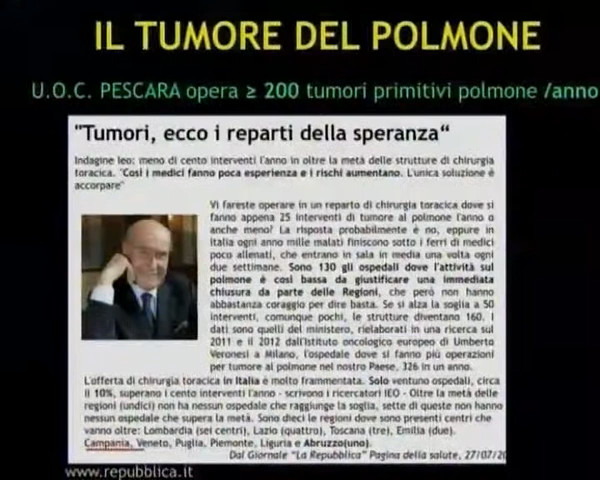 IL TUMORE DEL POLMONE
U.O.C. PESCARA opera ≥ 200 tumori primitivi polmone /anno
"Tumori, ecco i reparti della speranza“
Indagine Ieo: meno di cento interventi l'anno in oltre la metà delle strutture di chirurgia
toracica. "Così i medici fanno poca esperienza e i rischi aumentano. L'unica soluzione è
accorpare"
Vi fareste operare in un reparto di chirurgia toracica dove si
fanno appena 25 interventi di tumore al polmone l'anno o
anche meno? La risposta probabilmente è no, eppure in
Italia ogni anno mille malati finiscono sotto i ferri di medici
poco allenati, che entrano in sala in media una volta ogni
due settimane. Sono 130 gli ospedali dove l'attività sul
polmone è così bassa da giustificare una immediata
chiusura da parte delle Regioni, che però non hanno
abbastanza coraggio per dire basta. Se si alza la soglia a 50
interventi, comunque pochi, le strutture diventano 160. I
dati sono quelli del ministero, rielaborati in una ricerca sul
2011 e il 2012 dall'Istituto oncologico europeo di Umberto
Veronesi a Milano, l'ospedale dove si fanno più operazioni
per tumore al polmone nel nostro Paese, 326 in un anno.
L'offerta di chirurgia toracica in Italia è molto frammentata. Solo ventuno ospedali, circa
il 10%, superano i cento interventi l'anno - scrivono i ricercatori IEO - Oltre la metà delle
regioni (undici) non ha nessun ospedale che raggiunge la soglia, sette di queste non hanno
nessun ospedale che supera la metà. Sono dieci le regioni dove sono presenti centri che
vanno oltre: Lombardia (sei centri), Lazio (quattro), Toscana (tre), Emilia (due).
Campania, Veneto, Puglia, Piemonte, Liguria e Abruzzo(uno).
Dal Giornale "La Repubblica" Pagina della salute, 27/07/20
www.repubblica.it